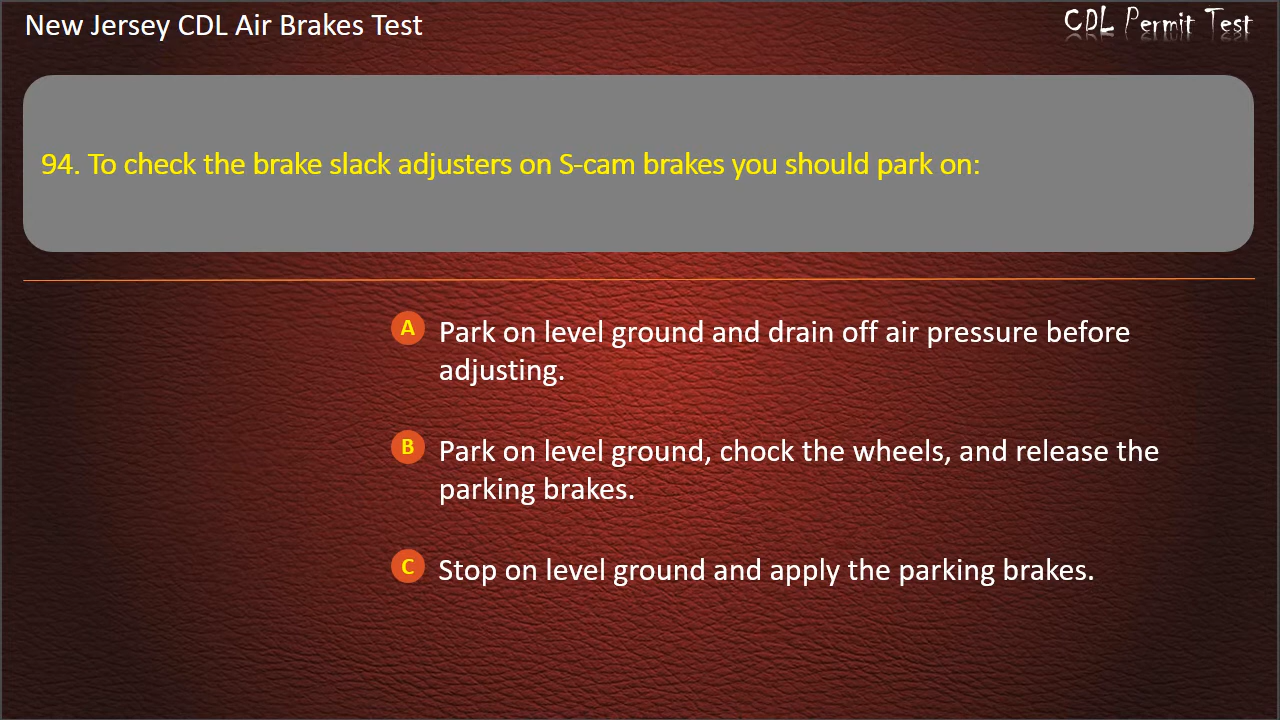 New Jersey CDL Air Brakes Test
CDL Permit Test
94. To check the brake slack adjusters on S-cam brakes you should park on:
A Park on level ground and drain off air pressure before
adjusting.
B Park on level ground, chock the wheels, and release the
parking brakes.
C Stop on level ground and apply the parking brakes.